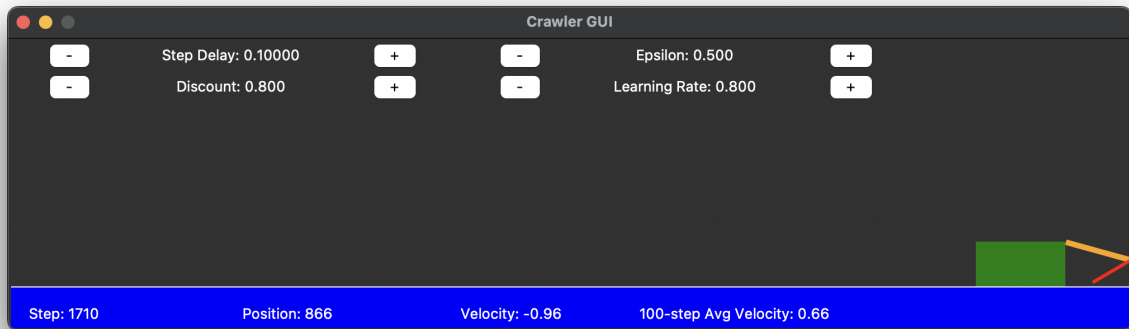 Crawler GUI
- Step Delay: 0.10000 + - Epsilon: 0.500 +
- Discount: 0.800 + - Learning Rate: 0.800 +
Step: 1710 Position: 866 Velocity: -0.96 100-step Avg Velocity: 0.66